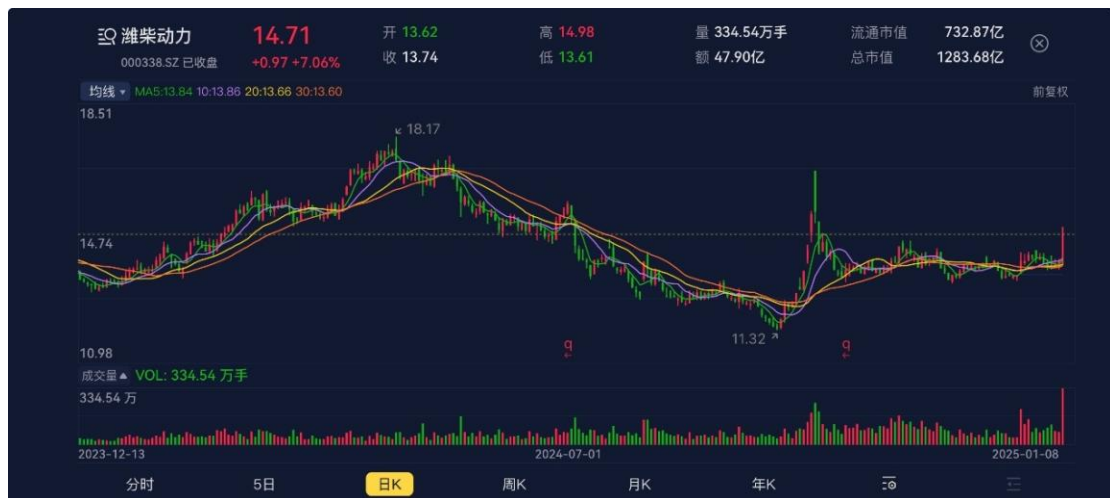 潍柴动力 14.71 开 13.62 高 14.98 量 334.54万手 流通市值 732.87亿
000338.SZ 已收盘 +0.97 +7.06% 收 13.74 低 13.61 额 47.90亿 总市值 1283.68亿
均线 MA5:13.84 10:13.86 20:13.66 30:13.60 前复权
18.51
18.17
14.74
11.32
q q
10.98
成交量 VOL: 334.54 万手
334.54 万
2023-12-13 2024-07-01 2025-01-08
分时 5日 日K 周K 月K 年K